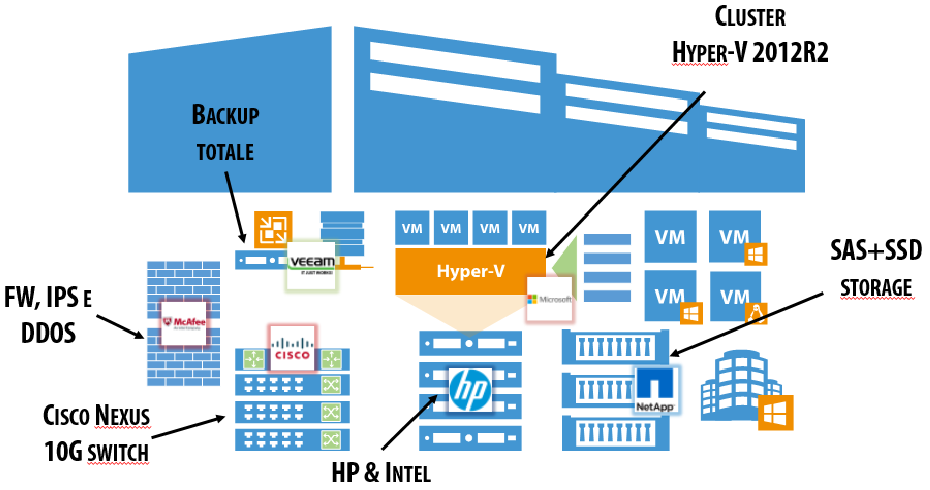 CLUSTER
HYPER-V 2012R2
BACKUP
TOTALE
VM VM VM VM
VM VM
veeam
IT JUST WORKS!
Hyper-V
Microsoft
SAS+SSD
STORAGE
VM VM
FW, IPS E
DDOS
McAfee
CISCO
hp
NetApp
CISCO NEXUS
10G SWITCH
HP & INTEL